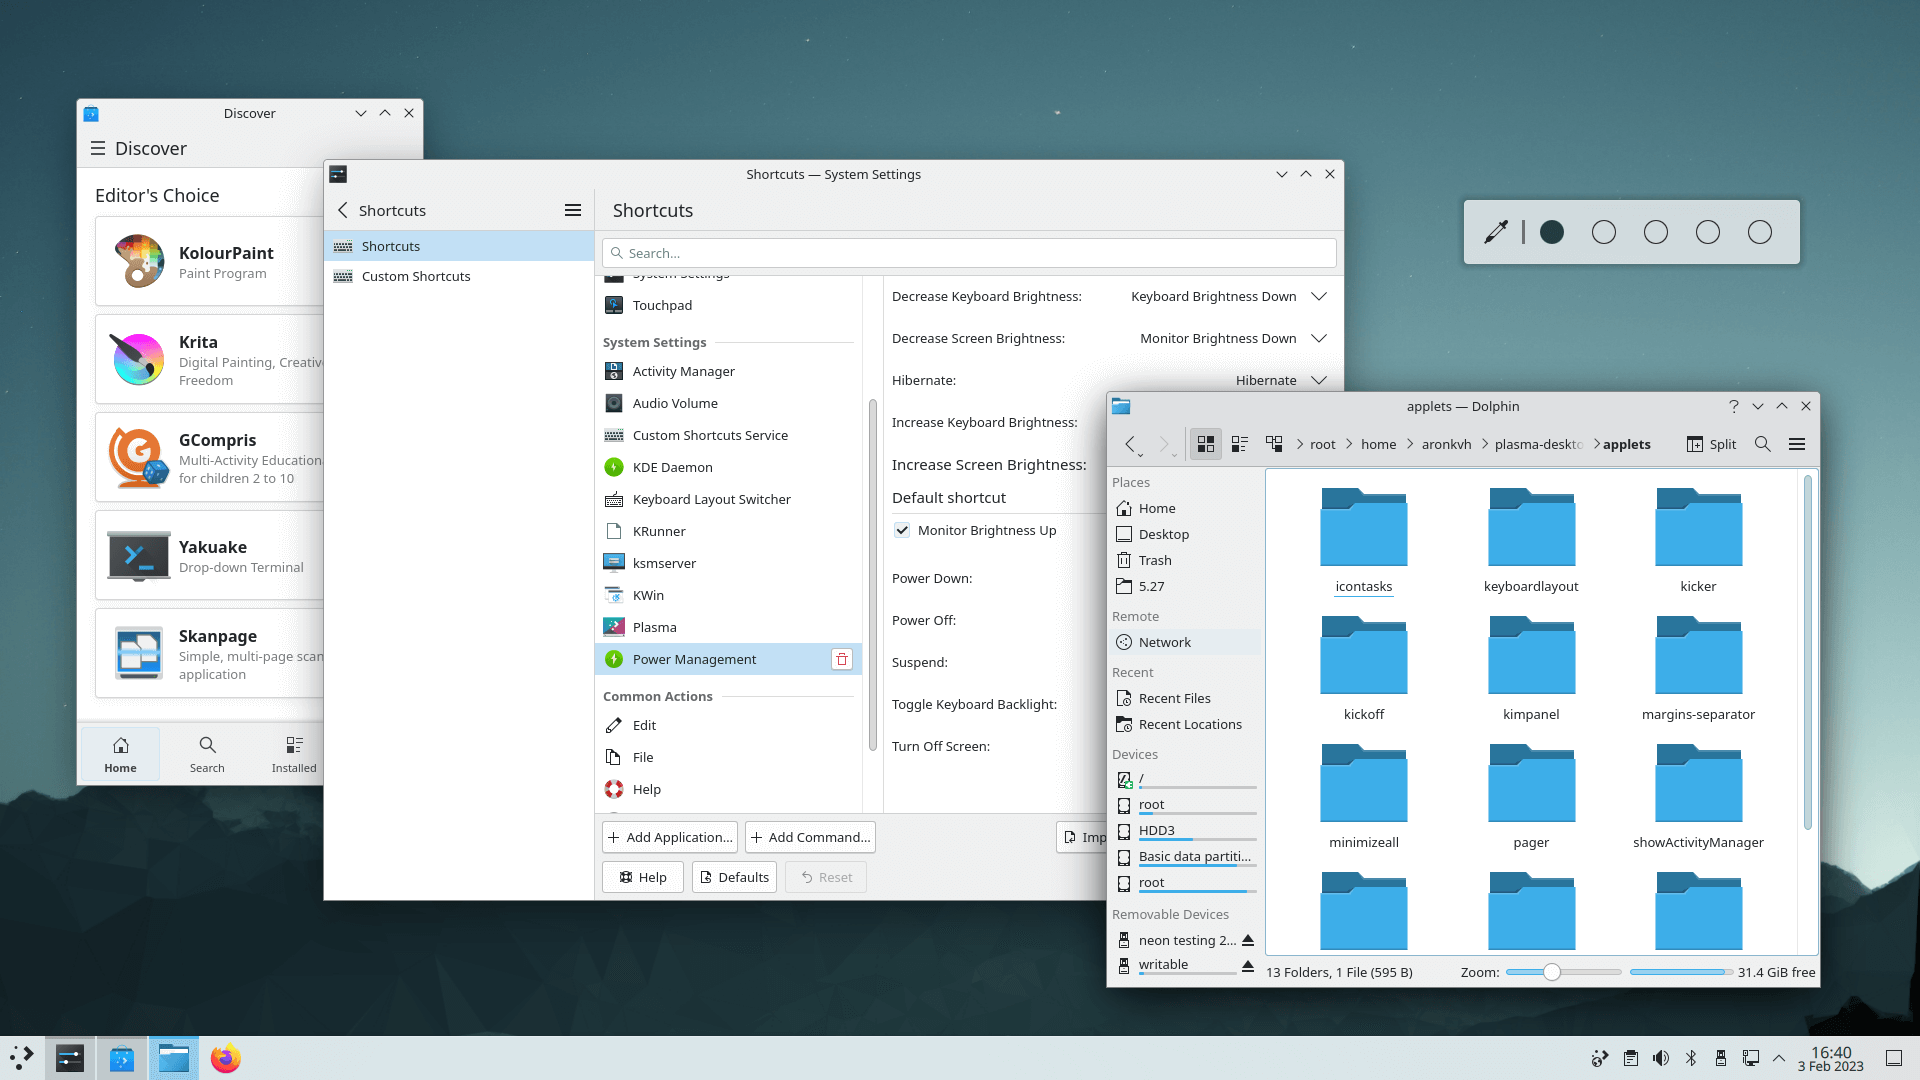 Discover
Discover
Editor's Choice
KolourPaint
Paint Program
Krita
Digital Painting, Creativ
Freedom
GCompris
Multi-Activity Educationa
for children 2 to 10
Yakuake
Drop-down Terminal
Skanpage
Simple, multi-page scan
application
Home
Search
Installed
Shortcuts — System Settings
Shortcuts
Shortcuts
Custom Shortcuts
Shortcuts
Search...
System Settings
Touchpad
System Settings
Activity Manager
Audio Volume
Custom Shortcuts Service
KDE Daemon
Keyboard Layout Switcher
KRunner
ksmserver
KWin
Plasma
Power Management
Common Actions
Edit
File
Help
Decrease Keyboard Brightness: Keyboard Brightness Down
Decrease Screen Brightness: Monitor Brightness Down
Hibernate: Hibernate
Increase Keyboard Brightness:
Increase Screen Brightness:
Default shortcut
Monitor Brightness Up
Power Down:
Power Off:
Suspend:
Toggle Keyboard Backlight:
Turn Off Screen:
Add Application...
Add Command...
Imp
Help
Defaults
Reset
applets — Dolphin
root home aronkvh plasma-deskto applets
Split
Places
Home
Desktop
Trash
5.27
Remote
Network
Recent
Recent Files
Recent Locations
Devices
/
root
HDD3
Basic data partiti...
root
Removable Devices
neon testing 2...
writable
icontasks
keyboardlayout
kicker
kickoff
kimpanel
margins-separator
minimizeall
pager
showActivityManager
13 Folders, 1 File (595 B)
Zoom:
31.4 GiB free
16:40
3 Feb 2023